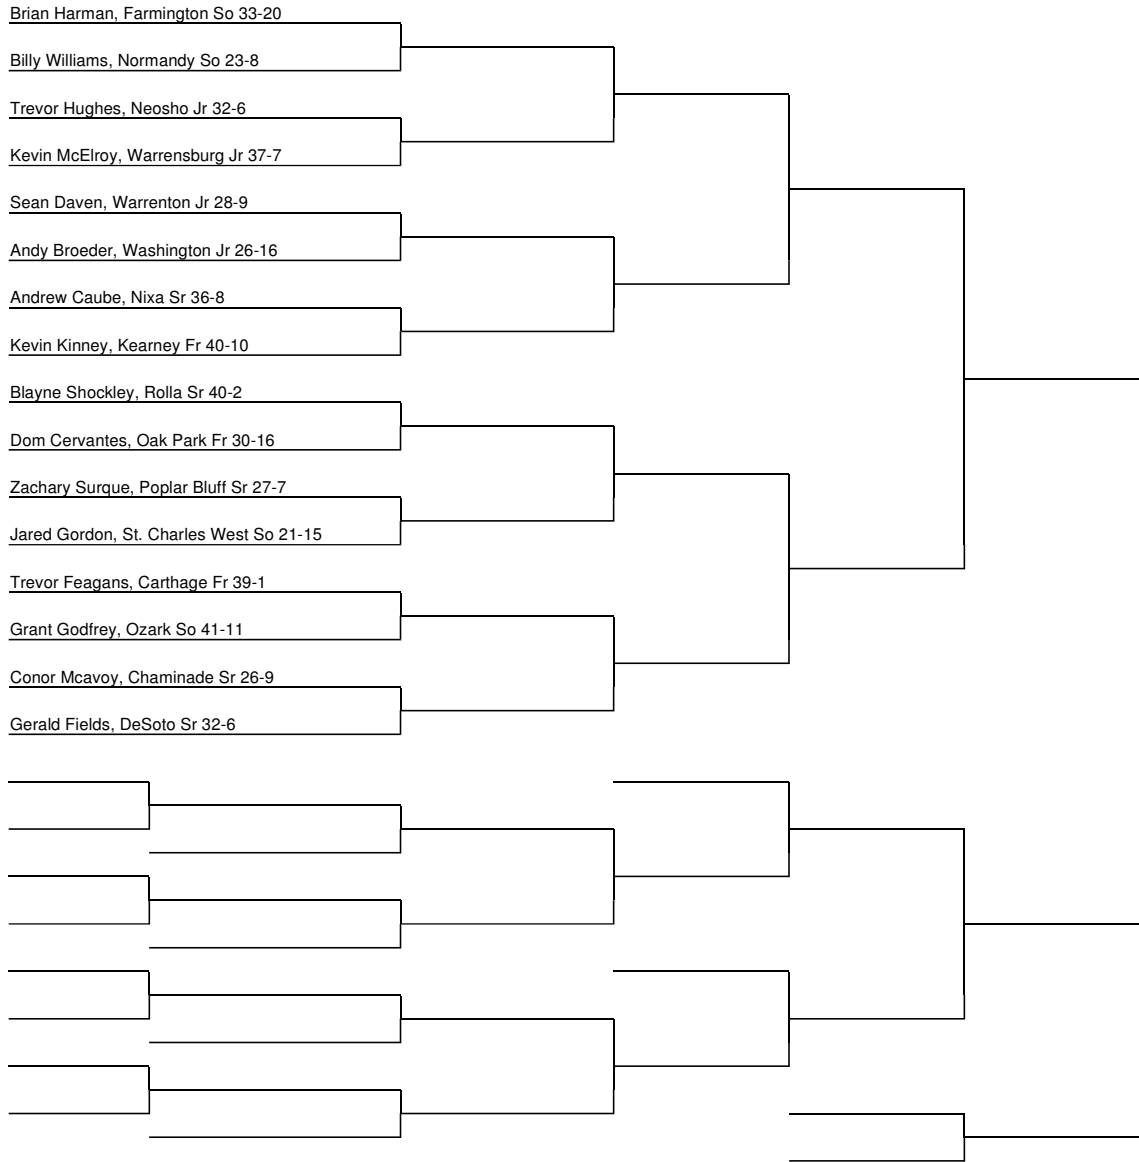 Brian Harman, Farmington So 33-20
Billy Williams, Normandy So 23-8
Trevor Hughes, Neosho Jr 32-6
Kevin McElroy, Warrensburg Jr 37-7
Sean Daven, Warrenton Jr 28-9
Andy Broeder, Washington Jr 26-16
Andrew Caube, Nixa Sr 36-8
Kevin Kinney, Kearney Fr 40-10
Blayne Shockley, Rolla Sr 40-2
Dom Cervantes, Oak Park Fr 30-16
Zachary Surque, Poplar Bluff Sr 27-7
Jared Gordon, St. Charles West So 21-15
Trevor Feagans, Carthage Fr 39-1
Grant Godfrey, Ozark So 41-11
Conor Mcavoy, Chaminade Sr 26-9
Gerald Fields, DeSoto Sr 32-6